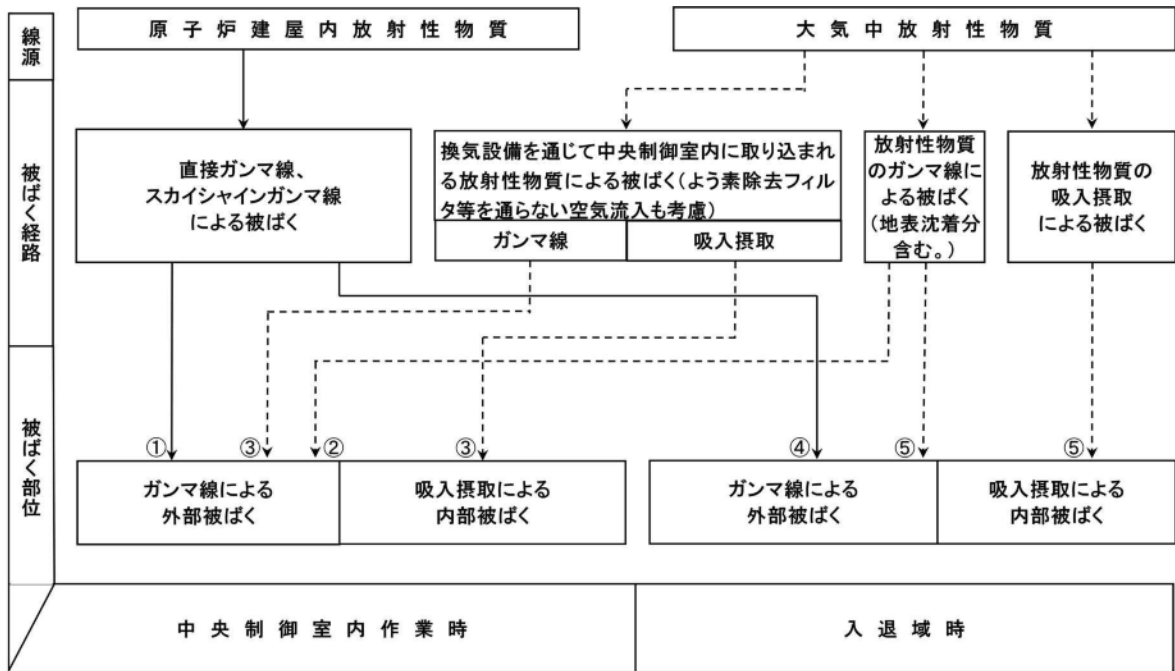 線源
原子炉建屋内放射性物質
大気中放射性物質
被ばく経路
直接ガンマ線、
スカイシャインガンマ線
による被ばく
換気設備を通じて中央制御室内に取り込まれ
る放射性物質による被ばく(よう素除去フィル
タ等を通らない空気流入も考慮)
ガンマ線
吸入摂取
放射性物質
のガンマ線に
よる被ばく
(地表沈着分
含む。)
放射性物質の
吸入摂取
による被ばく
被ばく部位
①
③
②
③
④
⑤
⑤
ガンマ線による
外部被ばく
吸入摂取による
内部被ばく
ガンマ線による
外部被ばく
吸入摂取による
内部被ばく
中央制御室内作業時
入退域時